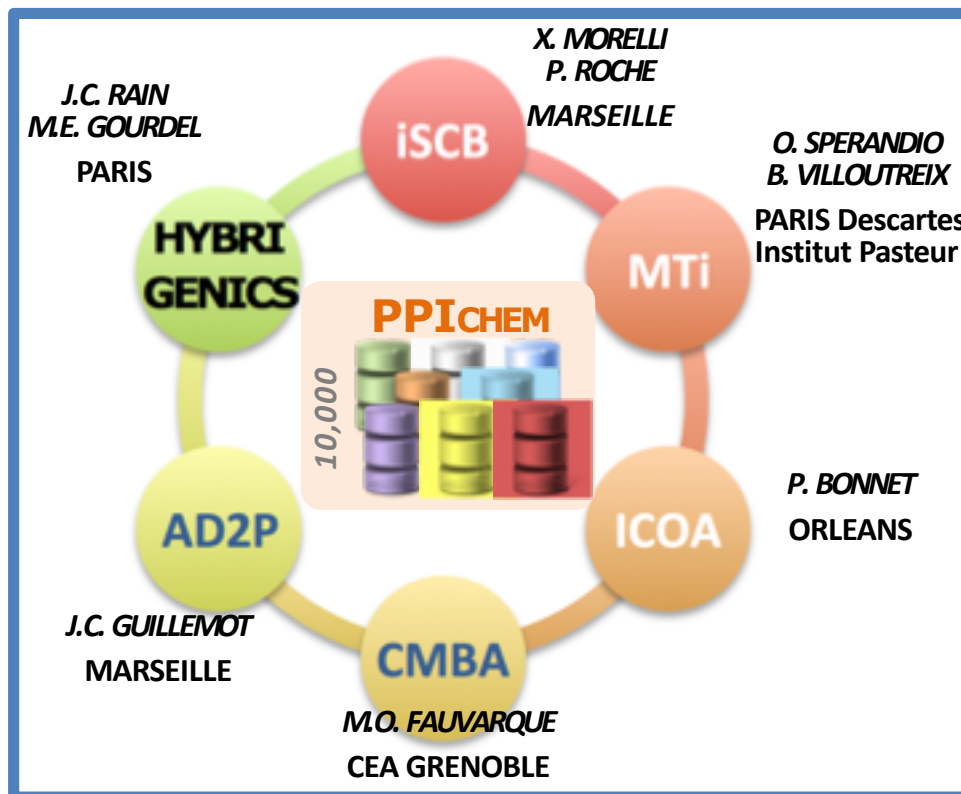 X. MORELLI
P. ROCHE
MARSEILLE
iSCB
J.C. RAIN
M.E. GOURDEL
PARIS
HYBRI
GENICS
O. SPERANDIO
B. VILLOUTREIX
PARIS Descartes
Institut Pasteur
MTi
PPICHEM
10,000
AD2P
J.C. GUILLEMOT
MARSEILLE
ICOA
P. BONNET
ORLEANS
CMBA
M.O. FAUVARQUE
CEA GRENOBLE